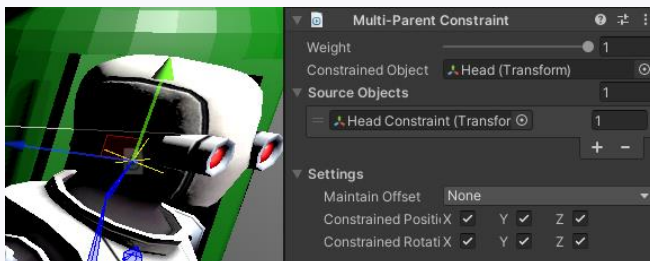 Multi-Parent Constraint
Weight 1
Constrained Object Head (Transform)
Source Objects 1
Head Constraint (Transfor 1
+ -
Settings
Maintain Offset None
Constrained Positi X Y Z
Constrained Rotati X Y Z